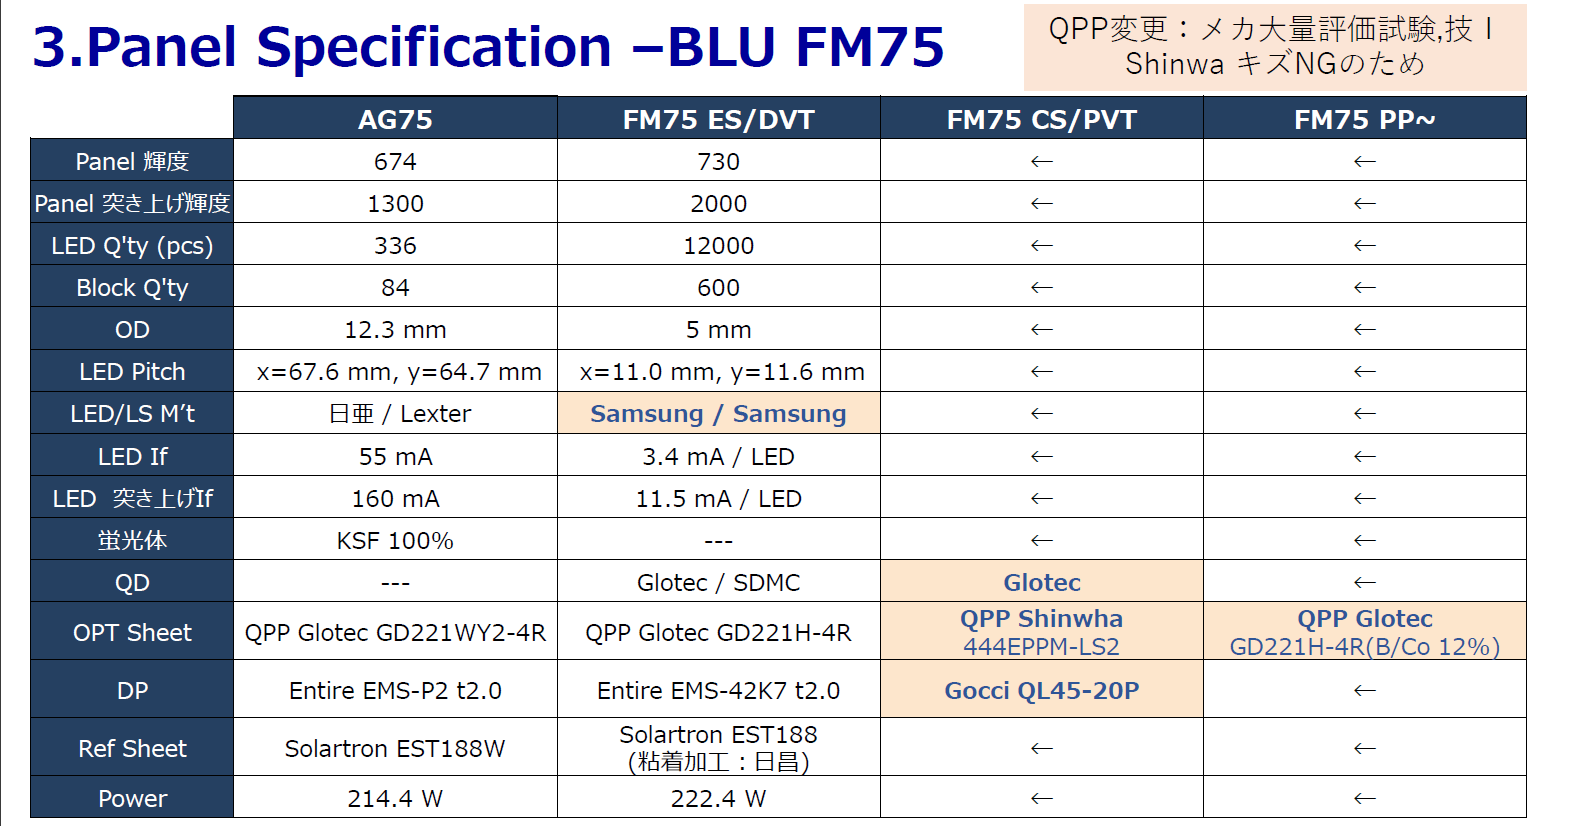 3.Panel Specification –BLU FM75
QPP変更：メカ大量評価試験,技Ⅰ
Shinwa キズNGのため
AG75 FM75 ES/DVT FM75 CS/PVT FM75 PP~
Panel 輝度 674 730 ← ←
Panel 突き上げ輝度 1300 2000 ← ←
LED Q'ty (pcs) 336 12000 ← ←
Block Q'ty 84 600 ← ←
OD 12.3 mm 5 mm ← ←
LED Pitch x=67.6 mm, y=64.7 mm x=11.0 mm, y=11.6 mm ← ←
LED/LS M’t 日亜 / Lexter Samsung / Samsung ← ←
LED If 55 mA 3.4 mA / LED ← ←
LED 突き上げIf 160 mA 11.5 mA / LED ← ←
蛍光体 KSF 100% --- ← ←
QD --- Glotec / SDMC Glotec ←
OPT Sheet QPP Glotec GD221WY2-4R QPP Glotec GD221H-4R QPP Shinwha QPP Glotec
444EPPM-LS2 GD221H-4R(B/Co 12%)
DP Entire EMS-P2 t2.0 Entire EMS-42K7 t2.0 Gocci QL45-20P ←
Ref Sheet Solartron EST188W Solartron EST188 ← ←
(粘着加工：日昌)
Power 214.4 W 222.4 W ← ←